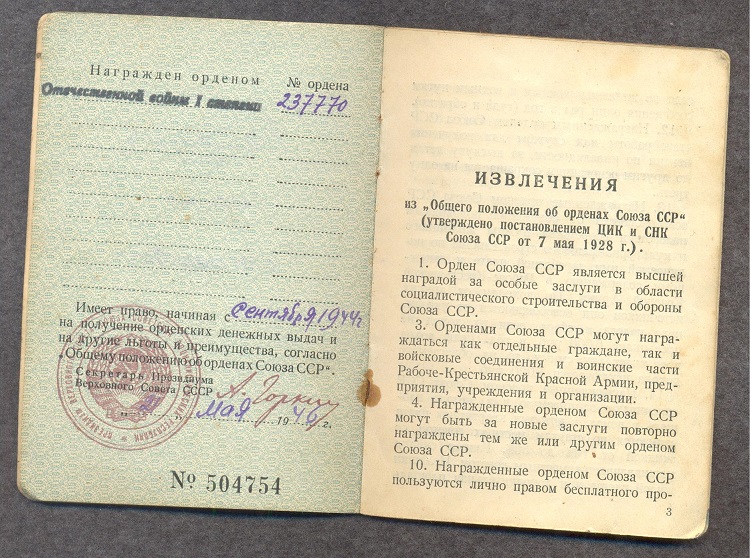 Награжден орденом № ордена
Отечественной войны I степени 237770
Имеет право, начиная с сентября 1944 г
на получение орденских денежных выдач и
на другие льготы и преимущества, согласно
„Общему положению об орденах Союза ССР“.
Секретарь Президиума
Верховного Совета СССР А. Горкин
„ 21 “ мая 1946 г.
№ 504754
ИЗВЛЕЧЕНИЯ
из „Общего положения об орденах Союза ССР“
(утверждено постановлением ЦИК и СНК
Союза ССР от 7 мая 1928 г.).
1. Орден Союза ССР является высшей
наградой за особые заслуги в области
социалистического строительства и обороны
Союза ССР.
3. Орденами Союза ССР могут награ-
ждаться как отдельные граждане, так и
войсковые соединения и воинские части
Рабоче-Крестьянской Красной Армии, пред-
приятия, учреждения и организации.
4. Награжденные орденом Союза ССР
могут быть за новые заслуги повторно
награждены тем же или другим орденом
Союза ССР.
10. Награжденные орденом Союза ССР
пользуются лично правом бесплатного про-
3